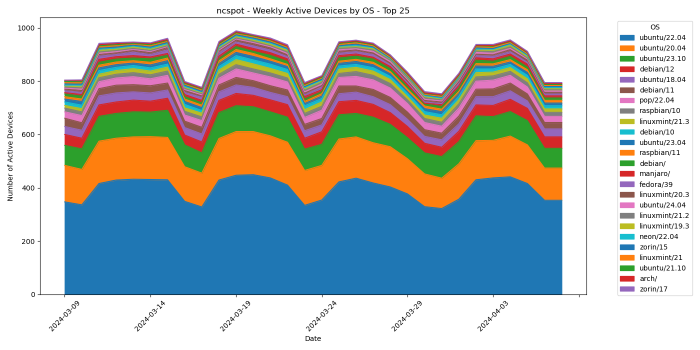 ncspot - Weekly Active Devices by OS - Top 25
Number of Active Devices
1000
800
600
400
200
0
2024-03-09
2024-03-14
2024-03-19
2024-03-24
2024-03-29
2024-04-03
Date
OS
ubuntu/22.04
ubuntu/20.04
ubuntu/23.10
debian/12
ubuntu/18.04
debian/11
pop/22.04
raspbian/10
linuxmint/21.3
debian/10
ubuntu/23.04
raspbian/11
debian/
manjaro/
fedora/39
linuxmint/20.3
ubuntu/24.04
linuxmint/21.2
linuxmint/19.3
neon/22.04
zorin/15
linuxmint/21
ubuntu/21.10
arch/
zorin/17